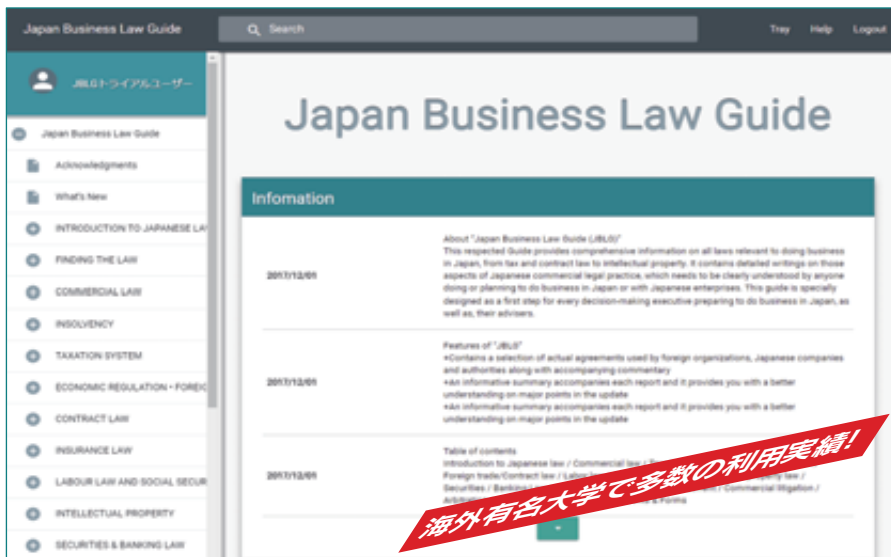 Japan Business Law Guide
Search
Tray Help Logout
JBLGトライアルユーザー
Japan Business Law Guide
Acknowledgments
What's New
INTRODUCTION TO JAPANESE LA
FINDING THE LAW
COMMERCIAL LAW
INSOLVENCY
TAXATION SYSTEM
ECONOMIC REGULATION • FOREIG
CONTRACT LAW
INSURANCE LAW
LABOUR LAW AND SOCIAL SECUR
INTELLECTUAL PROPERTY
SECURITIES & BANKING LAW
Japan Business Law Guide
Infomation
2017/12/01
About "Japan Business Law Guide (JBLG)"
This respected Guide provides comprehensive information on all laws relevant to doing business
in Japan, from tax and contract law to intellectual property. It contains detailed writings on those
aspects of Japanese commercial legal practice, which needs to be clearly understood by anyone
doing or planning to do business in Japan or with Japanese enterprises. This guide is specially
designed as a first step for every decision-making executive preparing to do business in Japan, as
well as, their advisers.
2017/12/01
Features of "JBLG"
+Contains a selection of actual agreements used by foreign organizations, Japanese companies
and authorities along with accompanying commentary
+An informative summary accompanies each report and it provides you with a better
understanding on major points in the update
+An informative summary accompanies each report and it provides you with a better
understanding on major points in the update
2017/12/01
Table of contents
Introduction to Japanese law / Commercial law /
Foreign trade/Contract law / Labor law /
Securities / Banking / Commercial litigation /
& Forms
海外有名大学で多数の利用実績!